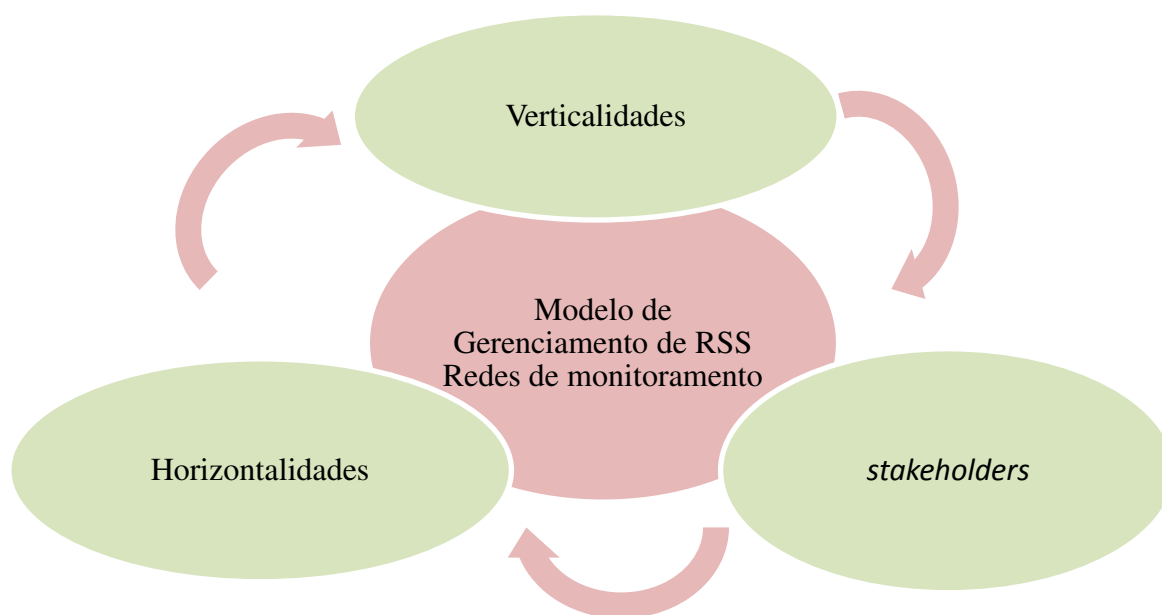 Verticalidades
Modelo de
Gerenciamento de RSS
Redes de monitoramento
Horizontalidades
stakeholders